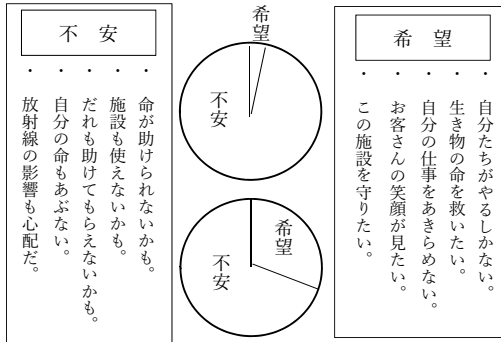 希望
・自分たちがやるしかない。
・生き物の命を救いたい。
・自分の仕事をあきらめない。
・お客さんの笑顔が見たい。
・この施設を守りたい。
希望
不安
希望
不安
不安
・命が助けられないかも。
・施設も使えないかも。
・だれも助けてもらえないかも。
・自分の命もあぶない。
・放射線の影響も心配だ。